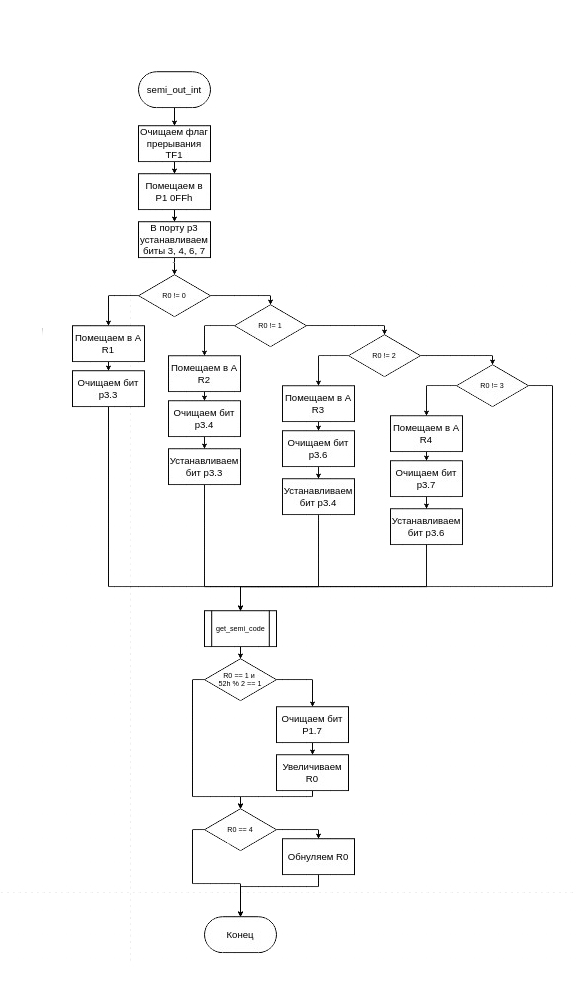 semi_out_int
Очищаем флаг
прерывания
TF1
Помещаем в
P1 0FFh
В порту p3
устанавливаем
биты 3, 4, 6, 7
R0 != 0
R0 != 1
R0 != 2
R0 != 3
Помещаем в A
R1
Очищаем бит
p3.3
Помещаем в A
R2
Очищаем бит
p3.4
Устанавливаем
бит p3.3
Помещаем в A
R3
Очищаем бит
p3.6
Устанавливаем
бит p3.4
Помещаем в A
R4
Очищаем бит
p3.7
Устанавливаем
бит p3.6
get_semi_code
R0 == 1 и
52h % 2 == 1
Очищаем бит
P1.7
Увеличиваем
R0
R0 == 4
Обнуляем R0
Конец